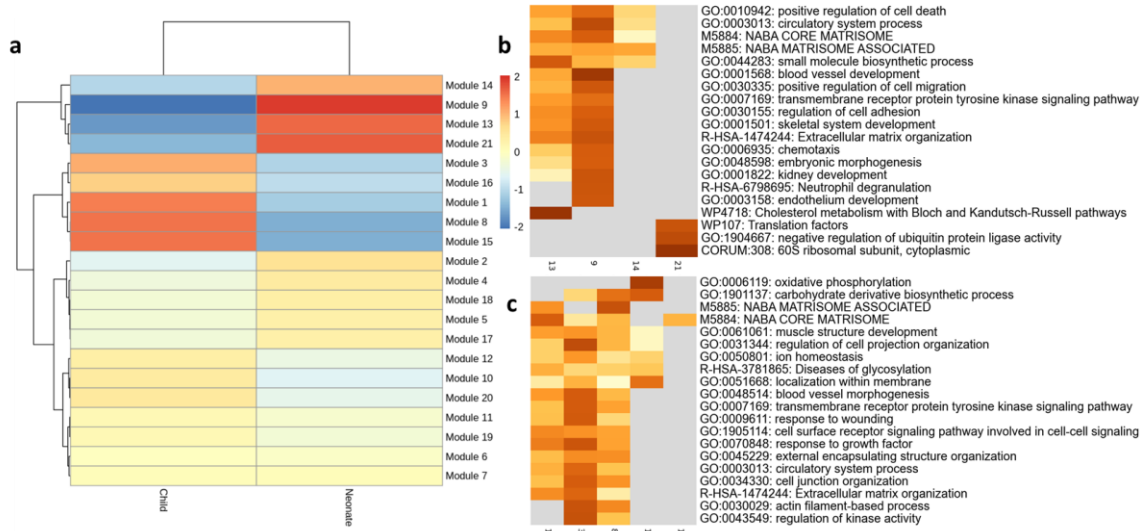 a
Module 14
Module 9
Module 13
Module 21
Module 3
Module 16
Module 1
Module 8
Module 15
Module 2
Module 4
Module 18
Module 5
Module 17
Module 12
Module 10
Module 20
Module 11
Module 19
Module 6
Module 7
Child
Neonate
2
1
0
-1
-2
b
GO:0010942: positive regulation of cell death
GO:0003013: circulatory system process
M5884: NABA CORE MATRISOME
M5885: NABA MATRISOME ASSOCIATED
GO:0044283: small molecule biosynthetic process
GO:0001568: blood vessel development
GO:0030335: positive regulation of cell migration
GO:0007169: transmembrane receptor protein tyrosine kinase signaling pathway
GO:0030155: regulation of cell adhesion
GO:0001501: skeletal system development
R-HSA-1474244: Extracellular matrix organization
GO:0006935: chemotaxis
GO:0048598: embryonic morphogenesis
GO:0001822: kidney development
R-HSA-6798695: Neutrophil degranulation
GO:0003158: endothelium development
WP4718: Cholesterol metabolism with Bloch and Kandutsch-Russell pathways
WP107: Translation factors
GO:1904667: negative regulation of ubiquitin protein ligase activity
CORUM:308: 60S ribosomal subunit, cytoplasmic
13
9
14
21
c
GO:0006119: oxidative phosphorylation
GO:1901137: carbohydrate derivative biosynthetic process
M5885: NABA MATRISOME ASSOCIATED
M5884: NABA CORE MATRISOME
GO:0061061: muscle structure development
GO:0031344: regulation of cell projection organization
GO:0050801: ion homeostasis
R-HSA-3781865: Diseases of glycosylation
GO:0051668: localization within membrane
GO:0048514: blood vessel morphogenesis
GO:0007169: transmembrane receptor protein tyrosine kinase signaling pathway
GO:0009611: response to wounding
GO:1905114: cell surface receptor signaling pathway involved in cell-cell signaling
GO:0070848: response to growth factor
GO:0045229: external encapsulating structure organization
GO:0003013: circulatory system process
GO:0034330: cell junction organization
R-HSA-1474244: Extracellular matrix organization
GO:0030029: actin filament-based process
GO:0043549: regulation of kinase activity